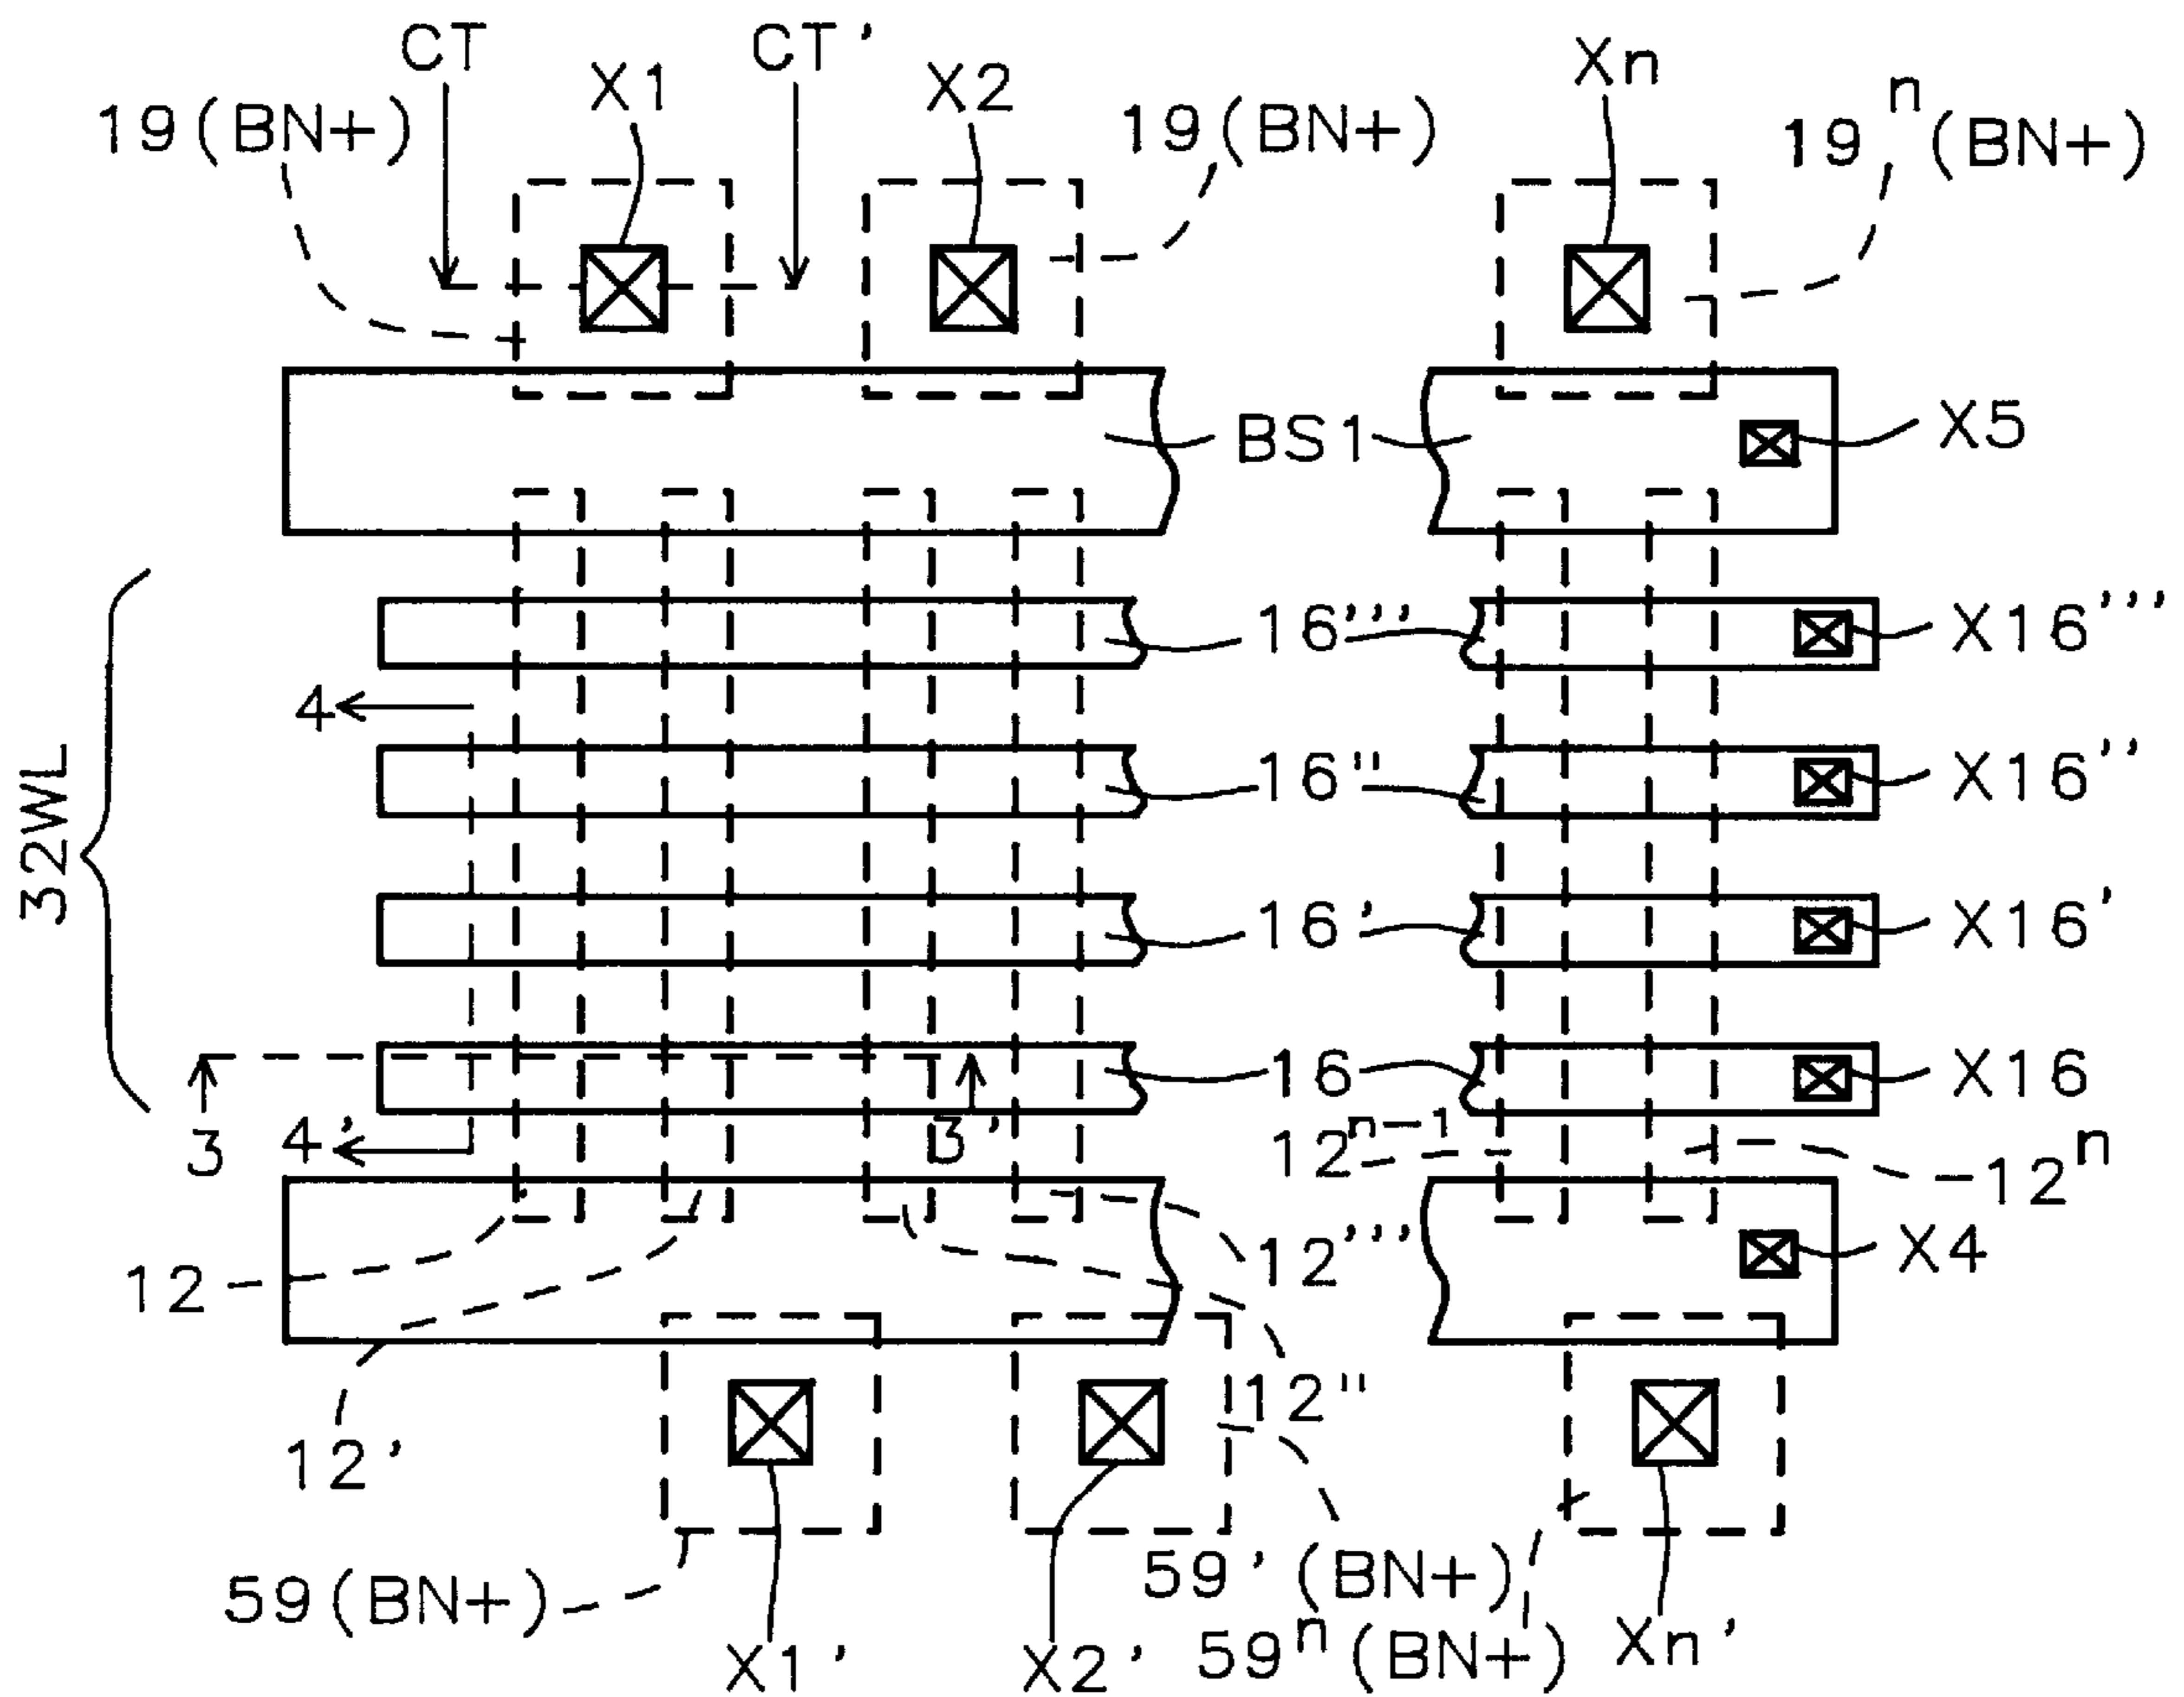 CT
CT'
Xn
X1
X2
19(BN+)
19(BN+)
19ⁿ(BN+)
BS1
X5
16'''
X16'''
4
16"
X16''
32WL
16'
X16'
16
X16
3
4'
3'
12ⁿ⁻¹
12ⁿ
12
12'''
X4
12"
12'
59(BN+)
59'(BN+)
59ⁿ(BN+)
X1'
X2'
Xn'